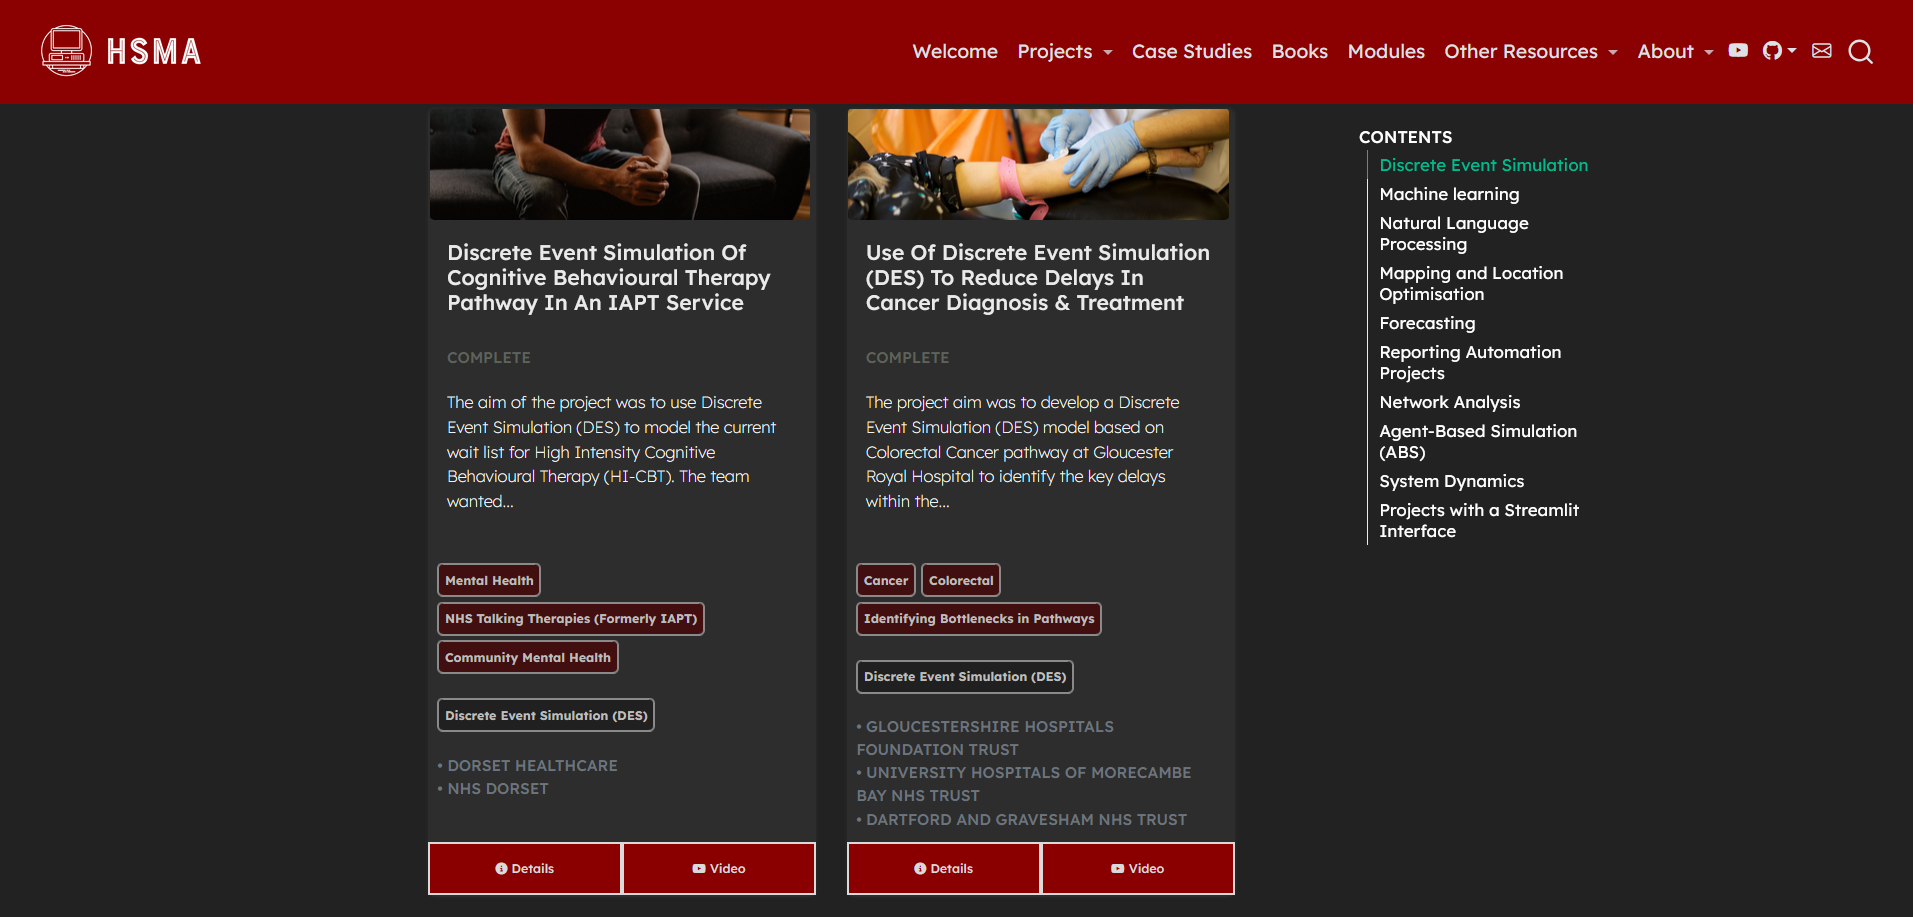 HSMA
Welcome Projects Case Studies Books Modules Other Resources About
Discrete Event Simulation Of
Cognitive Behavioural Therapy
Pathway In An IAPT Service
COMPLETE
The aim of the project was to use Discrete
Event Simulation (DES) to model the current
wait list for High Intensity Cognitive
Behavioural Therapy (HI-CBT). The team
wanted...
Mental Health
NHS Talking Therapies (Formerly IAPT)
Community Mental Health
Discrete Event Simulation (DES)
• DORSET HEALTHCARE
• NHS DORSET
Details
Video
Use Of Discrete Event Simulation
(DES) To Reduce Delays In
Cancer Diagnosis & Treatment
COMPLETE
The project aim was to develop a Discrete
Event Simulation (DES) model based on
Colorectal Cancer pathway at Gloucester
Royal Hospital to identify the key delays
within the...
Cancer Colorectal
Identifying Bottlenecks in Pathways
Discrete Event Simulation (DES)
• GLOUCESTERSHIRE HOSPITALS
FOUNDATION TRUST
• UNIVERSITY HOSPITALS OF MORECAMBE
BAY NHS TRUST
• DARTFORD AND GRAVESHAM NHS TRUST
Details
Video
CONTENTS
Discrete Event Simulation
Machine learning
Natural Language
Processing
Mapping and Location
Optimisation
Forecasting
Reporting Automation
Projects
Network Analysis
Agent-Based Simulation
(ABS)
System Dynamics
Projects with a Streamlit
Interface